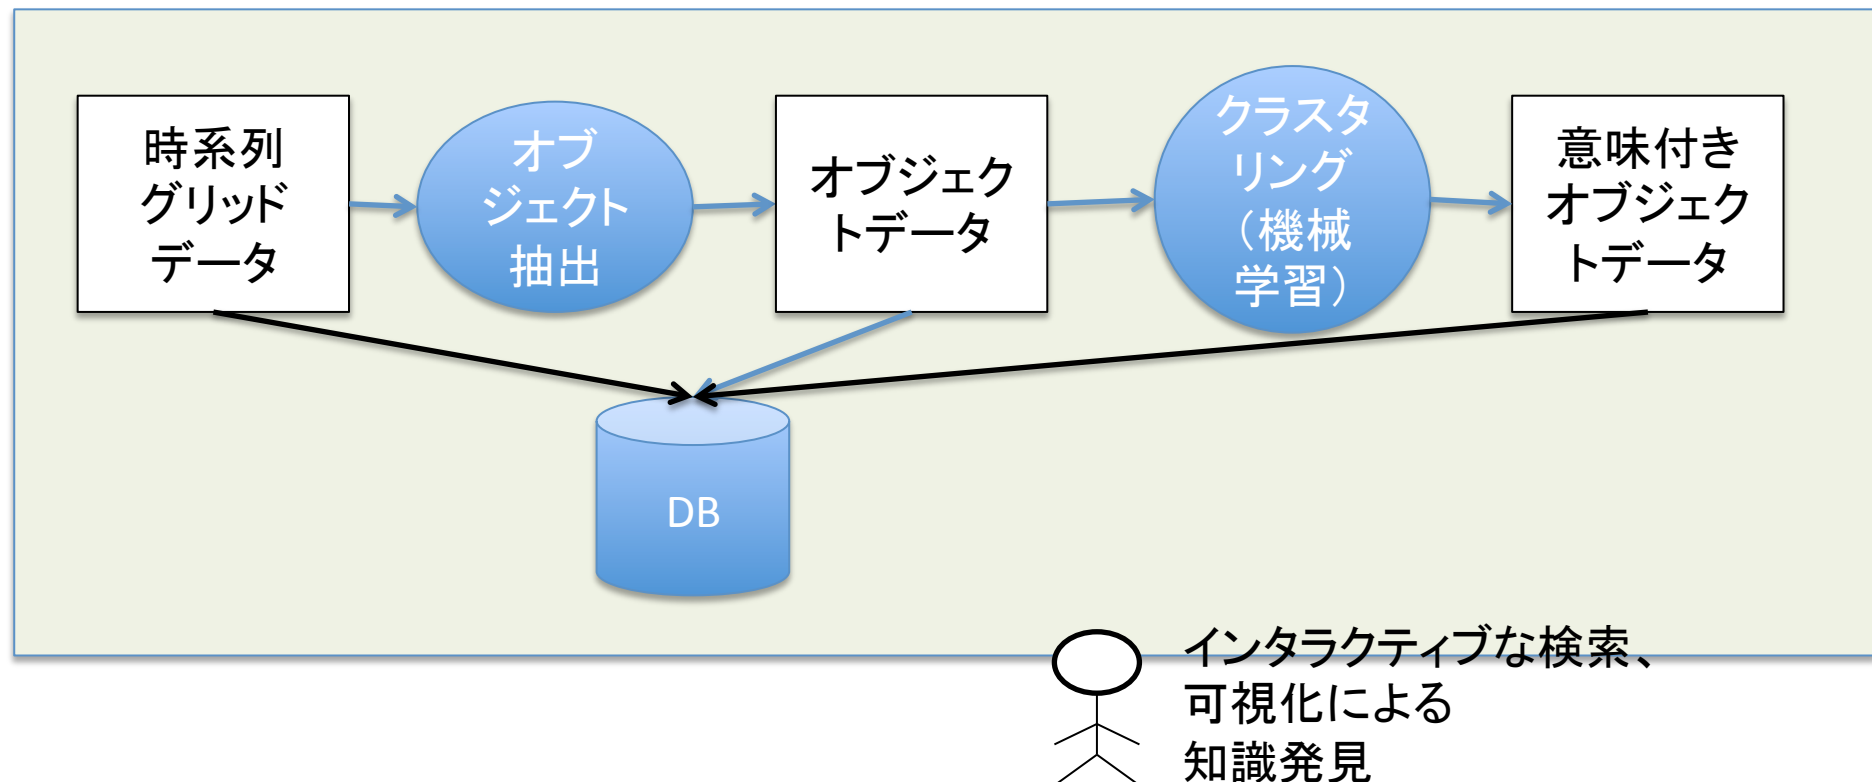 時系列
グリッド
データ
オブ
ジェクト
抽出
オブジェク
トデータ
クラスタ
リング
（機械
学習）
意味付き
オブジェク
トデータ
DB
インタラクティブな検索、
可視化による
知識発見